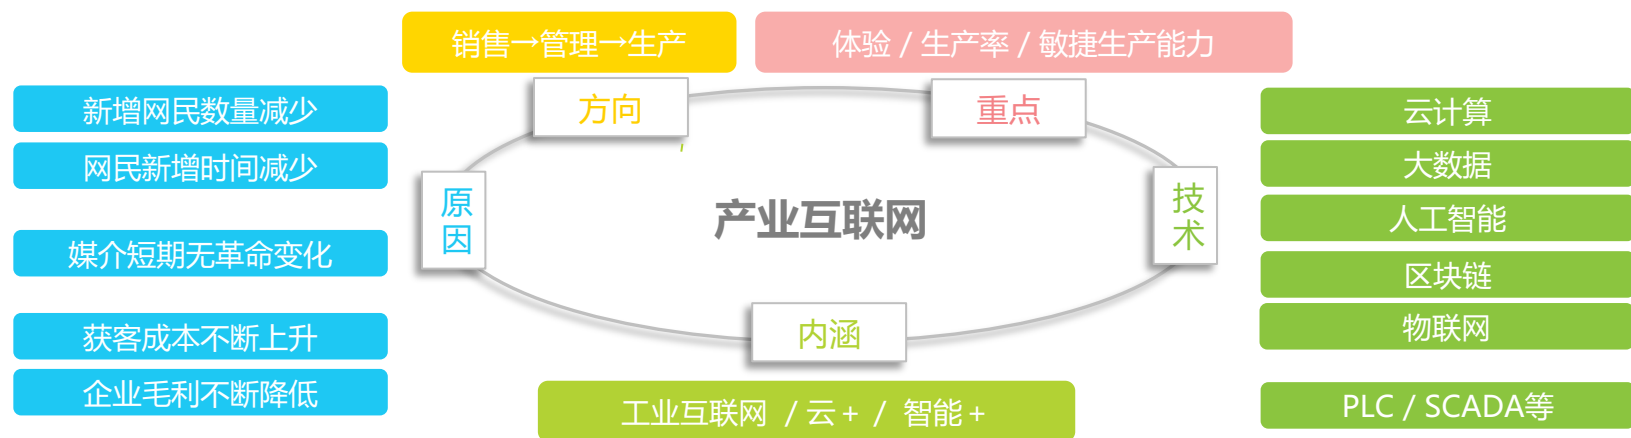 销售→管理→生产
体验 / 生产率 / 敏捷生产能力
方向
重点
新增网民数量减少
网民新增时间减少
媒介短期无革命变化
获客成本不断上升
企业毛利不断降低
原
因
产业互联网
技
术
云计算
大数据
人工智能
区块链
物联网
PLC / SCADA等
内涵
工业互联网 / 云+ / 智能+